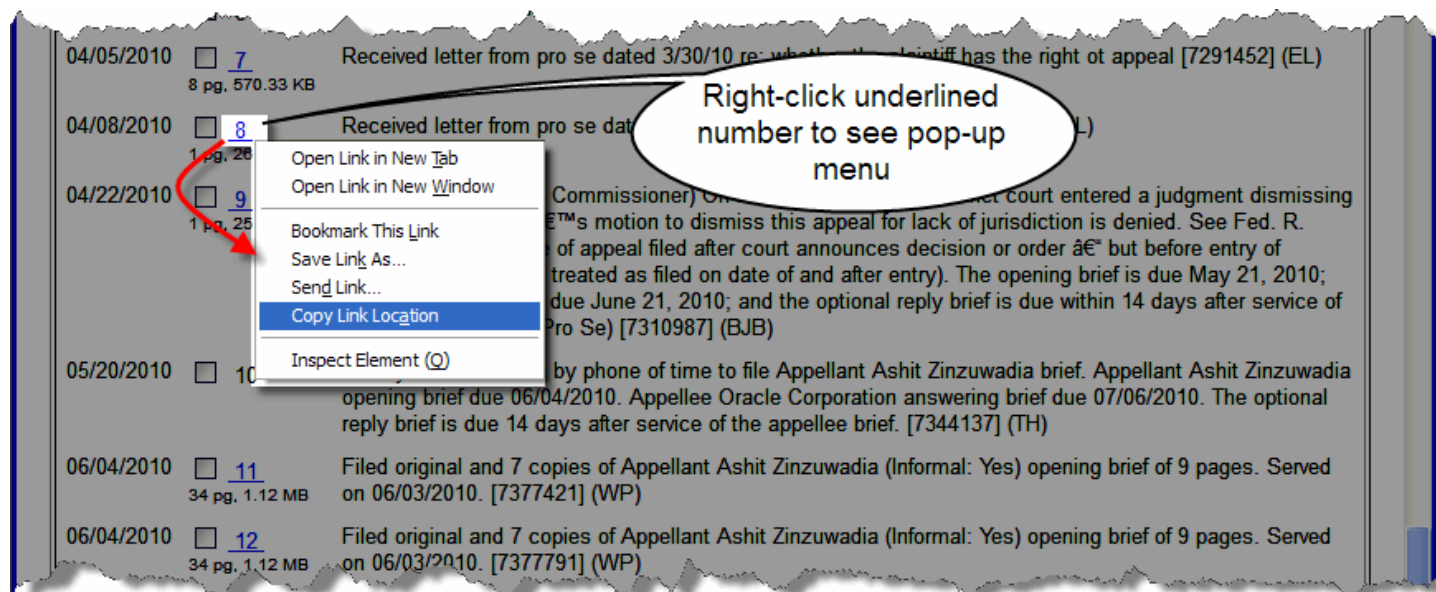 04/05/2010 7 Received letter from pro se dated 3/30/10 re: whether the plaintiff has the right ot appeal [7291452] (EL)
8 pg, 570.33 KB
Right-click underlined
number to see pop-up
menu
04/08/2010 8 Received letter from pro se dat L)
1 pg, 26
Open Link in New Tab
Open Link in New Window
Bookmark This Link
Save Link As...
Send Link...
Copy Link Location
Inspect Element (Q)
04/22/2010 9 Commissioner) court entered a judgment dismissing
1 pg, 25 €™s motion to dismiss this appeal for lack of jurisdiction is denied. See Fed. R.
of appeal filed after court announces decision or order â€“ but before entry of
treated as filed on date of and after entry). The opening brief is due May 21, 2010;
due June 21, 2010; and the optional reply brief is due within 14 days after service of
Pro Se) [7310987] (BJB)
05/20/2010 10 by phone of time to file Appellant Ashit Zinzuwadia brief. Appellant Ashit Zinzuwadia
opening brief due 06/04/2010. Appellee Oracle Corporation answering brief due 07/06/2010. The optional
reply brief is due 14 days after service of the appellee brief. [7344137] (TH)
06/04/2010 11 Filed original and 7 copies of Appellant Ashit Zinzuwadia (Informal: Yes) opening brief of 9 pages. Served
34 pg, 1.12 MB on 06/03/2010. [7377421] (WP)
06/04/2010 12 Filed original and 7 copies of Appellant Ashit Zinzuwadia (Informal: Yes) opening brief of 9 pages. Served
34 pg, 1.12 MB on 06/03/2010. [7377791] (WP)